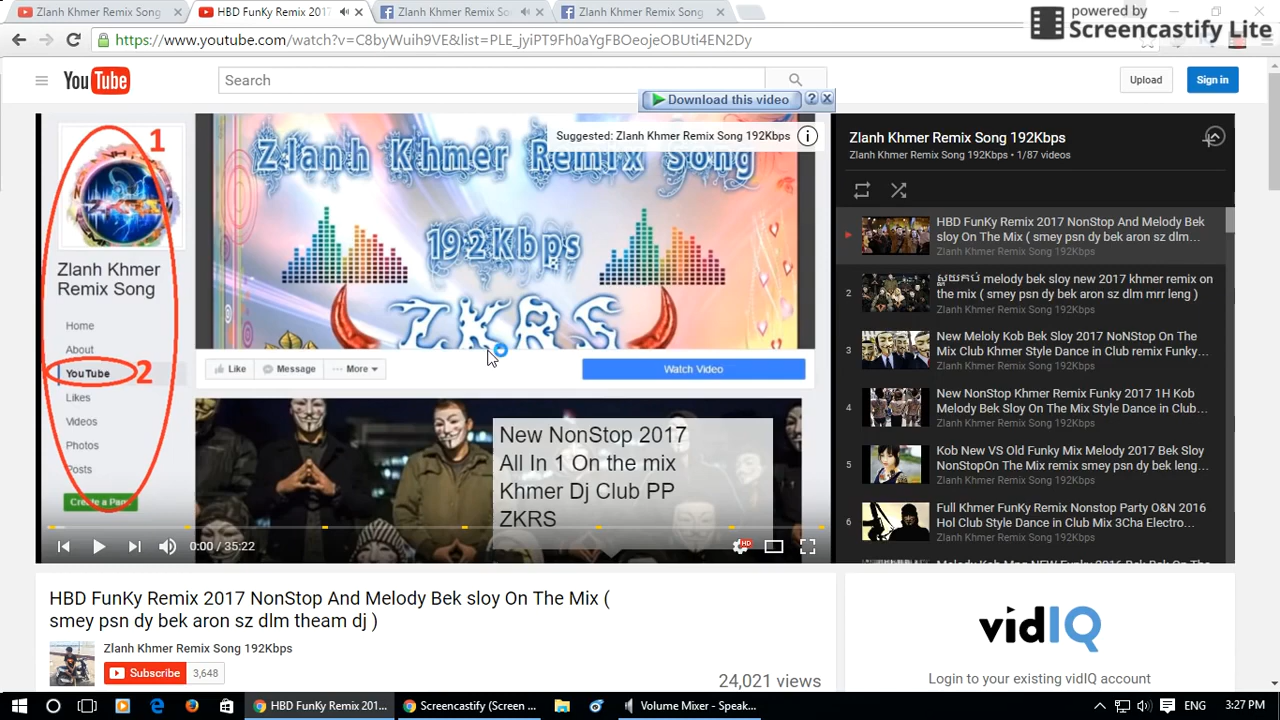 Zlanh Khmer Remix Song
HBD FunKy Remix 2017
Zlanh Khmer Remix So
Zlanh Khmer Remix Song
powered by
Screencastify Lite
https://www.youtube.com/watch?v=C8byWuIh9VE&list=PLE_jyiPT9Fh0aYgFBOeojeOBUti4EN2Dy
YouTube
Search
Upload
Sign in
Download this video
Suggested: Zlanh Khmer Remix Song 192Kbps
1
Zlanh Khmer Remix Song
192Kbps
ZKRS
Zlanh Khmer
Remix Song
Home
About
YouTube
2
Likes
Videos
Photos
Posts
Create a Page
Like
Message
More
Watch Video
New NonStop 2017
All In 1 On the mix
Khmer Dj Club PP
ZKRS
0:00 / 35:22
HD
Zlanh Khmer Remix Song 192Kbps
Zlanh Khmer Remix Song 192Kbps • 1/87 videos
HBD FunKy Remix 2017 NonStop And Melody Bek
sloy On The Mix ( smey psn dy bek aron sz dlm...
Zlanh Khmer Remix Song 192Kbps
2
melody bek sloy new 2017 khmer remix on
the mix ( smey psn dy bek aron sz dlm mrr leng )
Zlanh Khmer Remix Song 192Kbps
3
New Meloly Kob Bek Sloy 2017 NoNStop On The
Mix Club Khmer Style Dance in Club remix Funky...
Zlanh Khmer Remix Song 192Kbps
4
New NonStop Khmer Remix Funky 2017 1H Kob
Melody Bek Sloy On The Mix Style Dance in Club...
Zlanh Khmer Remix Song 192Kbps
5
Kob New VS Old Funky Mix Melody 2017 Bek Sloy
NonStopOn The Mix remix smey psn dy bek leng...
Zlanh Khmer Remix Song 192Kbps
6
Full Khmer FunKy Remix Nonstop Party O&N 2016
Hol Club Style Dance in Club Mix 3Cha Electro...
Zlanh Khmer Remix Song 192Kbps
HBD FunKy Remix 2017 NonStop And Melody Bek sloy On The Mix (
smey psn dy bek aron sz dlm theam dj )
Zlanh Khmer Remix Song 192Kbps
Subscribe
3,648
24,021 views
vidIQ
Login to your existing vidIQ account
HBD FunKy Remix 201...
Screencastify (Screen ...
Volume Mixer - Speak...
ENG
3:27 PM